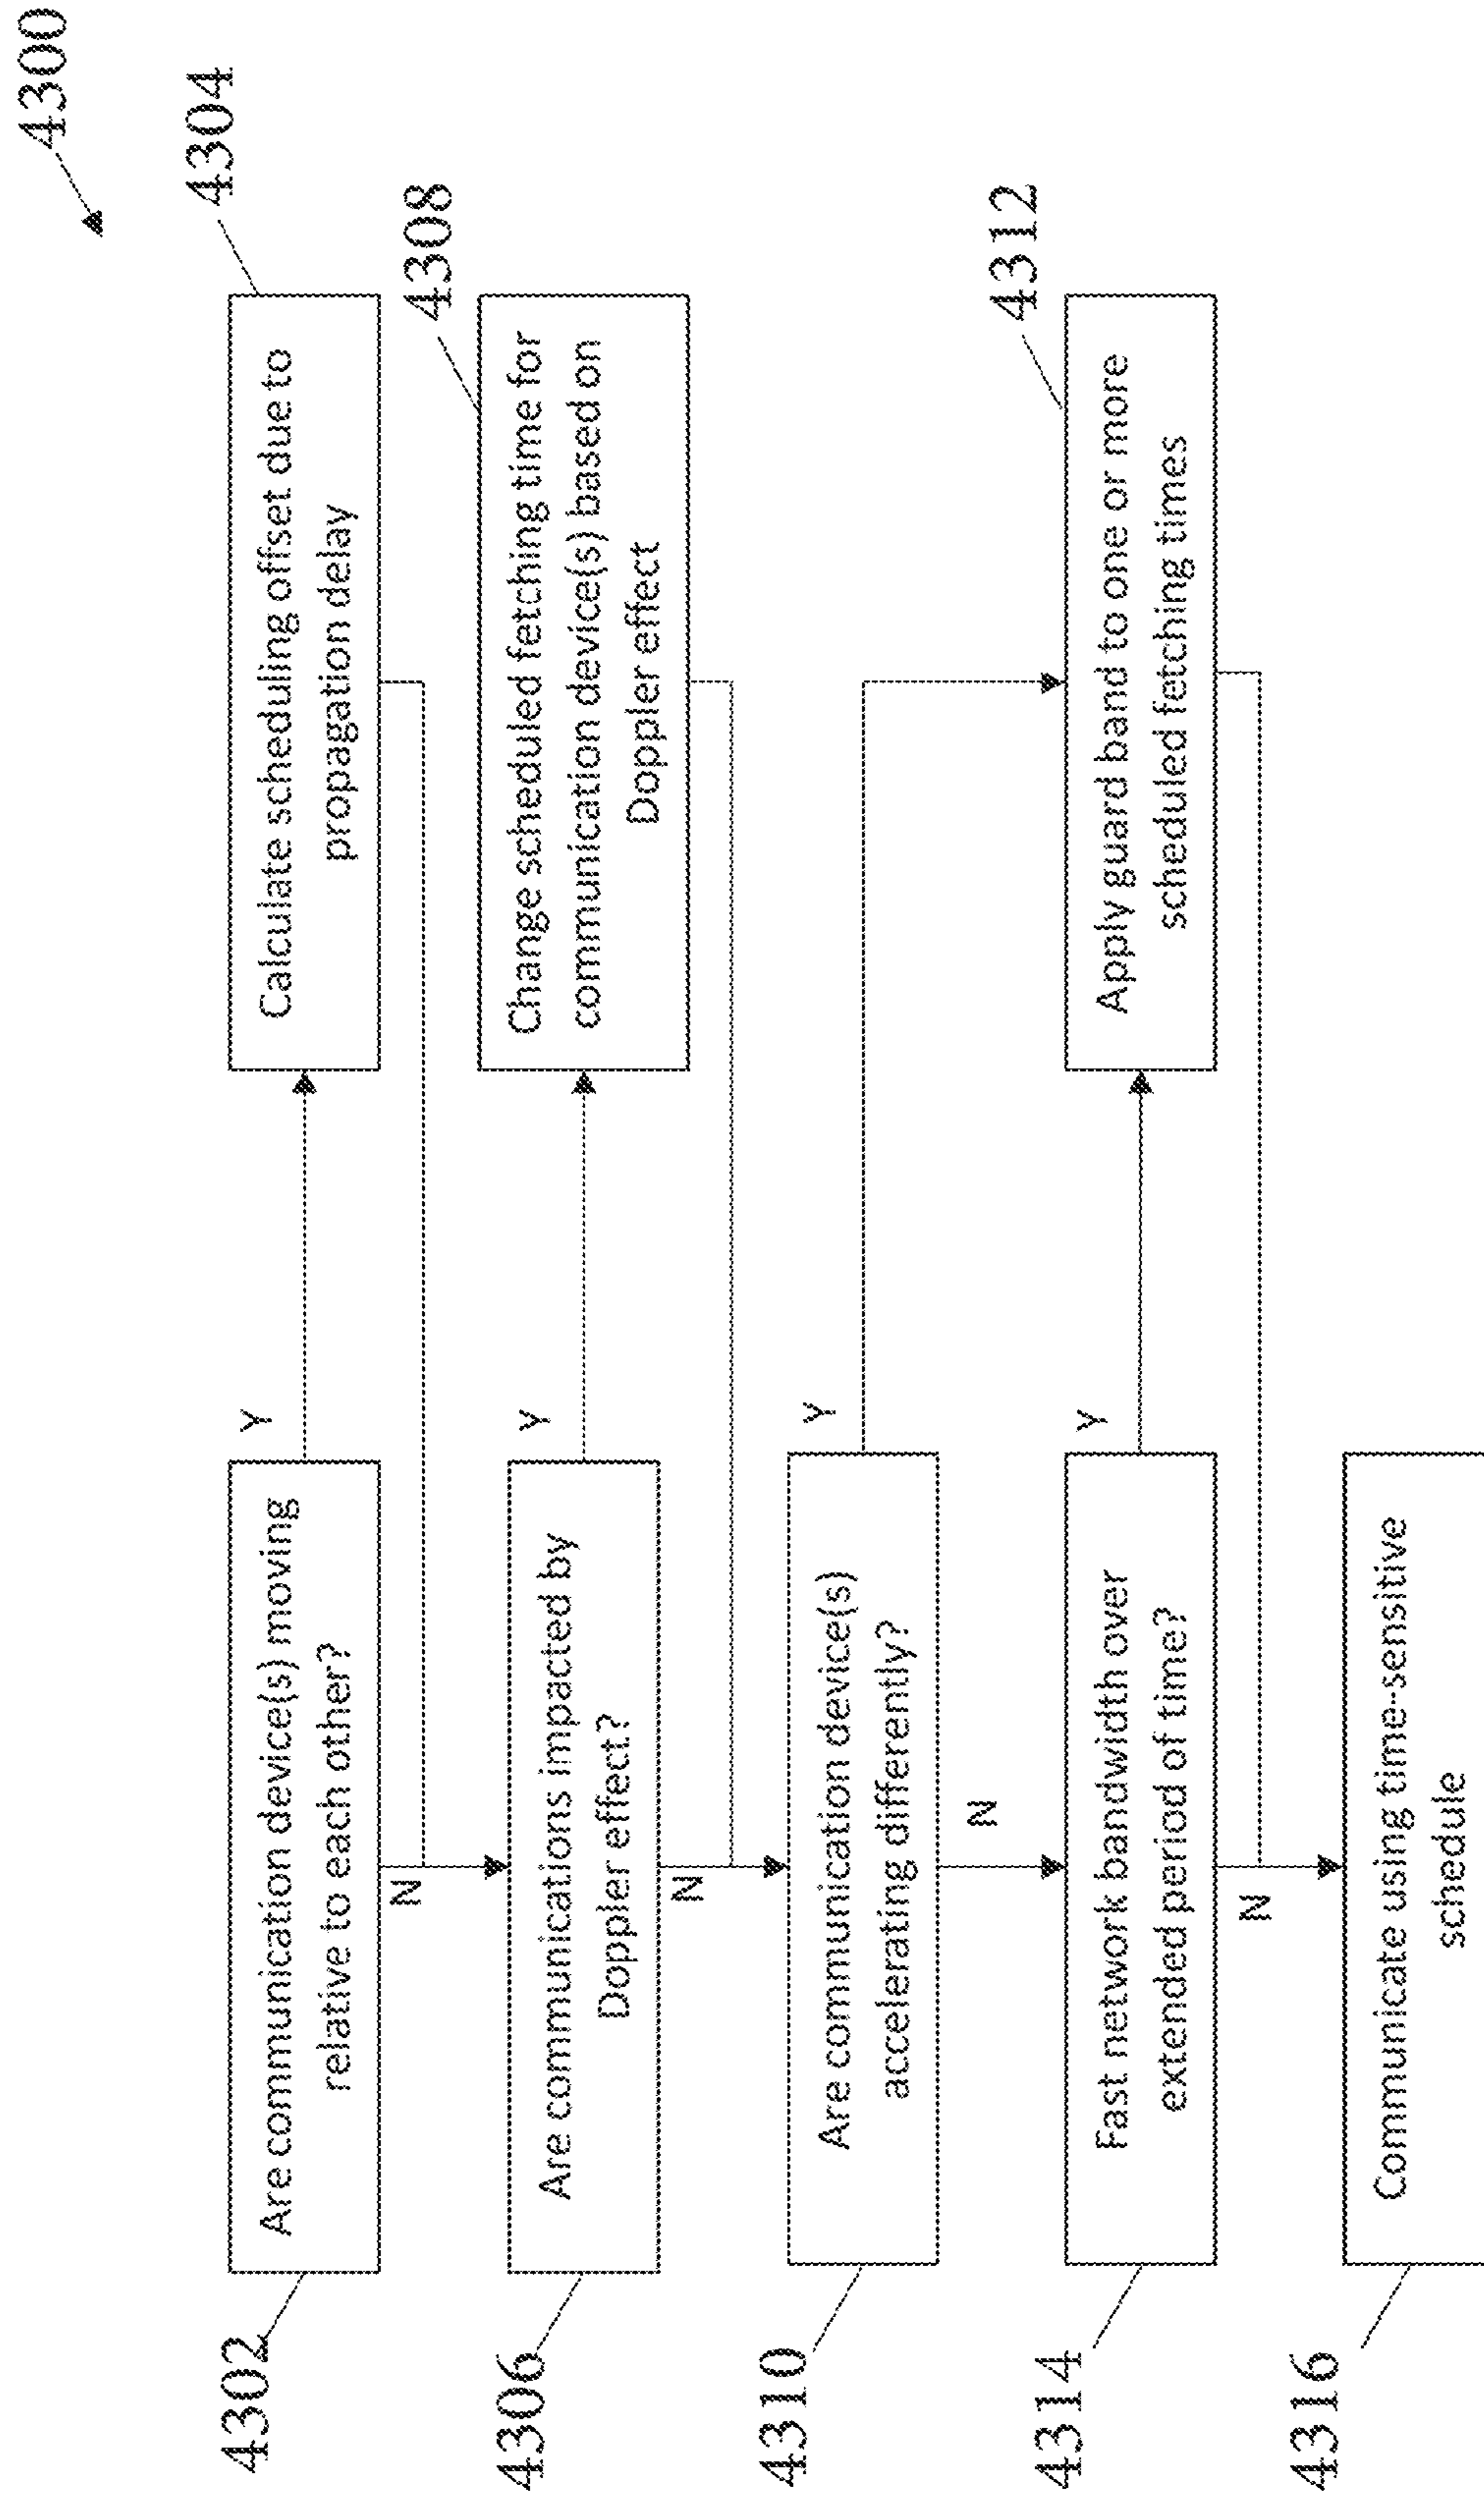 4300
4302
Are communication device(s) moving
relative to each other?
Y
4304
Calculate scheduling offset due to
propagation delay
N
4306
Are communications impacted by
Doppler effect?
Y
4308
Change scheduled fetching time for
communication device(s) based on
Doppler effect
N
4310
Are communication device(s)
accelerating differently?
Y
N
4312
Apply guard band to one or more
scheduled fetching times
4314
Fast network bandwidth over
extended period of time?
Y
N
4316
Communicate using time-sensitive
schedule